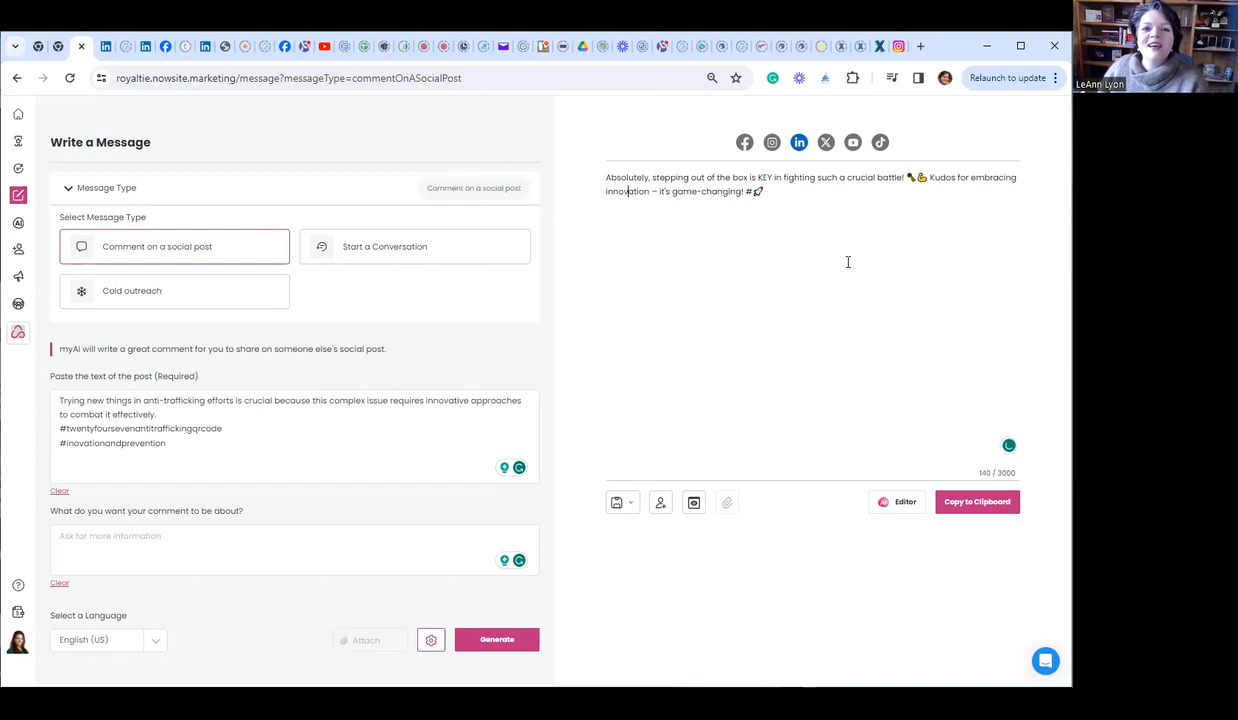 royaltie.nowsite.marketing/message?messageType=commentOnASocialPost
Relaunch to update
LeAnn Lyon
Write a Message
Message Type
Comment on a social post
Select Message Type
Comment on a social post
Start a Conversation
Cold outreach
myAI will write a great comment for you to share on someone else's social post.
Paste the text of the post (Required)
Trying new things in anti-trafficking efforts is crucial because this complex issue requires innovative approaches
to combat it effectively.
#twentyfoursevenantitraffickingqrcode
#inovationandprevention
Clear
What do you want your comment to be about?
Ask for more information
Clear
Select a Language
English (US)
Attach
Generate
Absolutely, stepping out of the box is KEY in fighting such a crucial battle! 🗝💪 Kudos for embracing
innovation – it's game-changing! #🚀
140 / 3000
Editor
Copy to Clipboard